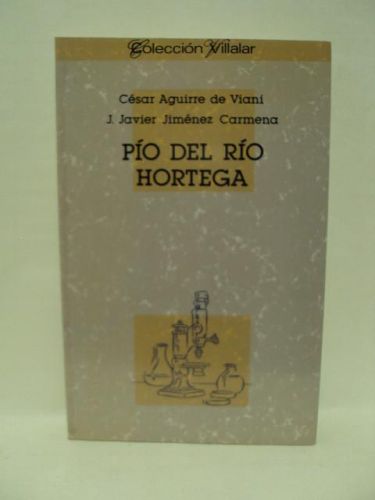 Colección Villalar
César Aguirre de Viani
J. Javier Jiménez Carmena
PÍO DEL RÍO
HORTEGA